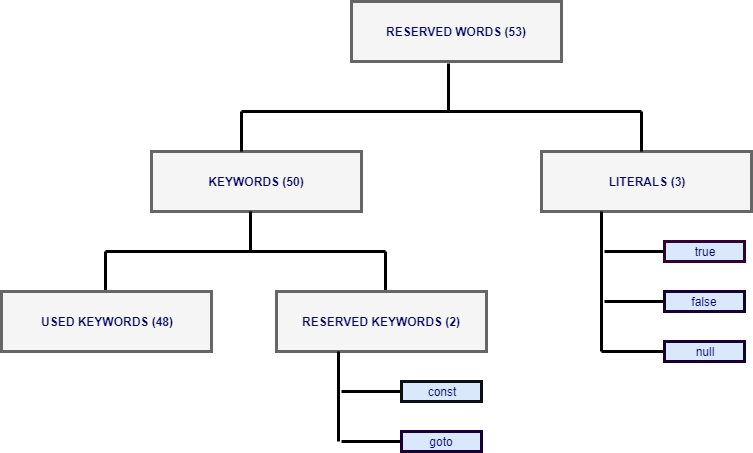 RESERVED WORDS (53)
KEYWORDS (50)
LITERALS (3)
true
false
null
USED KEYWORDS (48)
RESERVED KEYWORDS (2)
const
goto